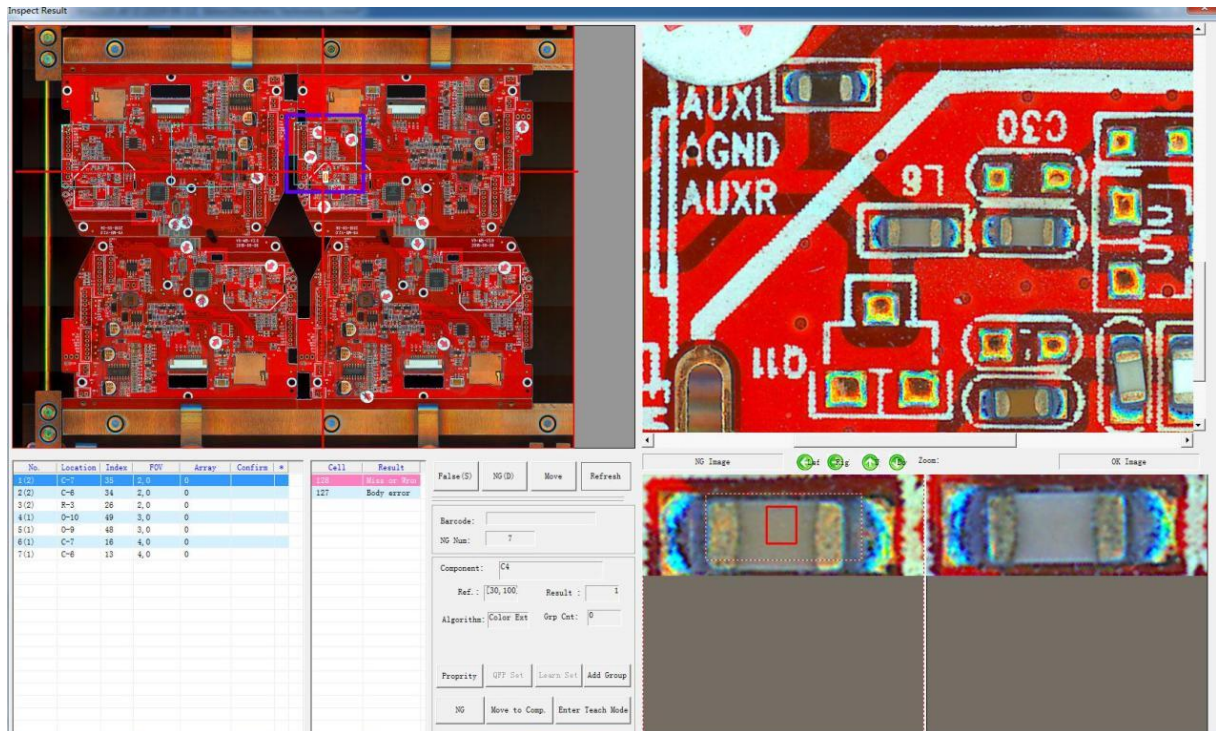 Inspect Result
AUXL
AGND
AUXR
C30
L6
Q11
No. Location Index FOV Array Confirm *
1(2) C-7 35 2,0 0
2(2) C-6 34 2,0 0
3(2) R-3 26 2,0 0
4(1) O-10 49 3,0 0
5(1) O-9 48 3,0 0
6(1) C-7 16 4,0 0
7(1) C-6 13 4,0 0
Cell Result
128 Miss or Wron
127 Body error
False(S) NG(D) Move Refresh
Barcode:
NG Num: 7
Component: C4
Ref.: [30,100] Result : 1
Algorithm: Color Ext Grp Cnt: 0
Proprity QFP Set Learn Set Add Group
NG Move to Comp. Enter Teach Mode
NG Image Zoom: OK Image